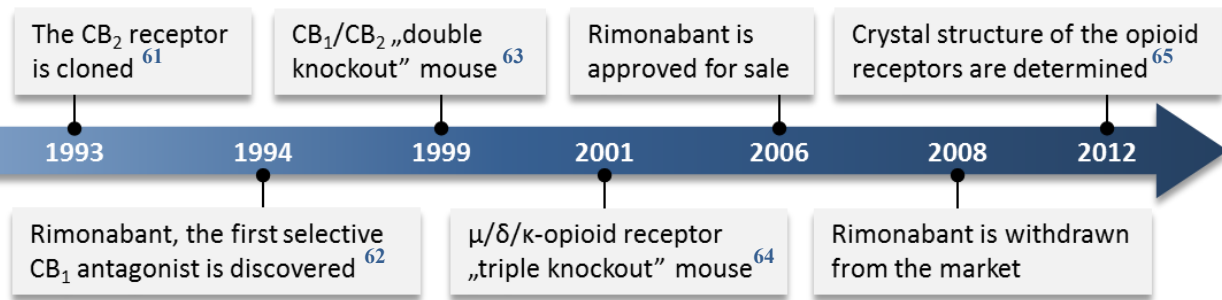 The CB₂ receptor
is cloned ⁶¹
CB₁/CB₂ „double
knockout” mouse ⁶³
Rimonabant is
approved for sale
Crystal structure of the opioid
receptors are determined ⁶⁵
1993 1994 1999 2001 2006 2008 2012
Rimonabant, the first selective
CB₁ antagonist is discovered ⁶²
μ/δ/κ-opioid receptor
„triple knockout” mouse ⁶⁴
Rimonabant is withdrawn
from the market